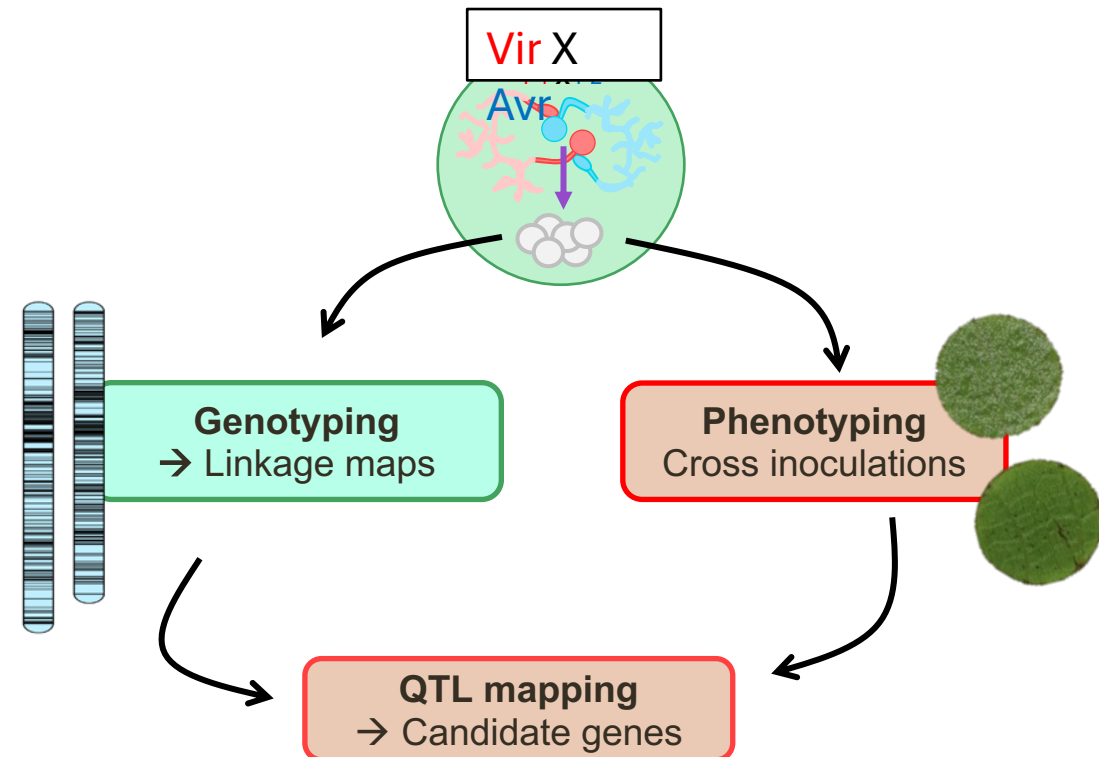 Vir X
Avr
Genotyping
→ Linkage maps
Phenotyping
Cross inoculations
QTL mapping
→ Candidate genes